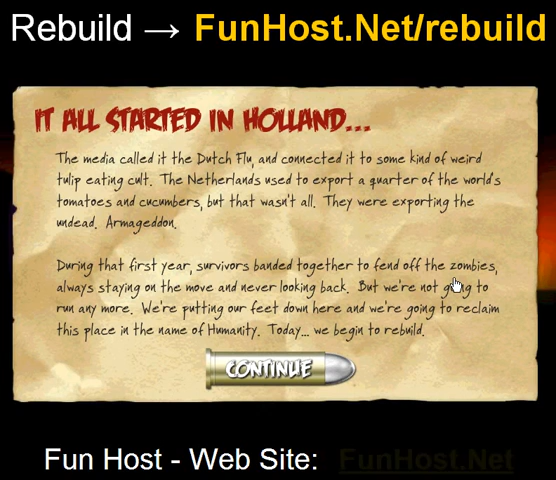 Rebuild → FunHost.Net/rebuild
IT ALL STARTED IN HOLLAND...
The media called it the Dutch Flu, and connected it to some kind of weird
tulip eating cult. The Netherlands used to export a quarter of the world's
tomatoes and cucumbers, but that wasn't all. They were exporting the
undead. Armageddon.
During that first year, survivors banded together to fend off the zombies,
always staying on the move and never looking back. But we're not going to
run any more. We're putting our feet down here and we're going to reclaim
this place in the name of Humanity. Today... we begin to rebuild.
CONTINUE
Fun Host - Web Site: FunHost.Net